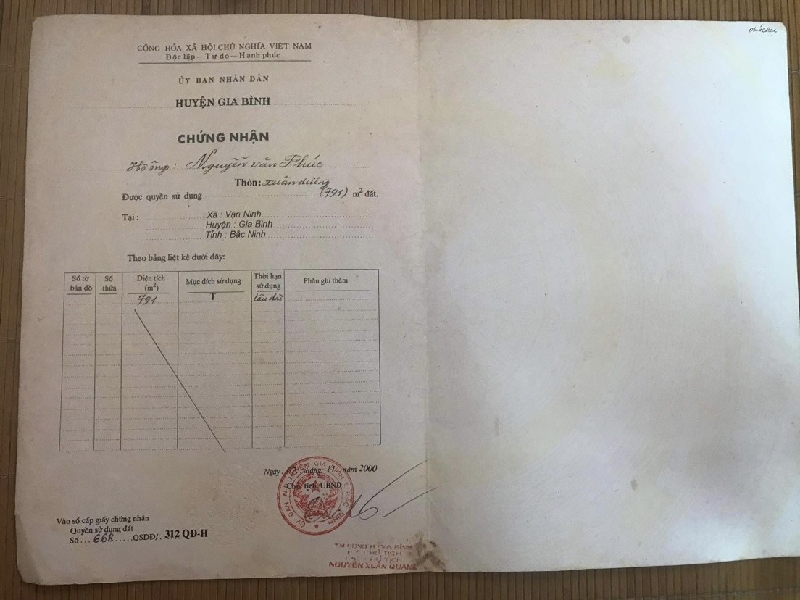 CỘNG HÒA XÃ HỘI CHỦ NGHĨA VIỆT NAM
Độc lập - Tự do - Hạnh phúc
ỦY BAN NHÂN DÂN
HUYỆN GIA BÌNH
CHỨNG NHẬN
Hộ ông: Nguyễn văn Phúc
Thôn: xuân dương
Được quyền sử dụng (791) m² đất.
Tại: Xã : Vạn Ninh
Huyện : Gia Bình
Tỉnh : Bắc Ninh
Theo bảng liệt kê dưới đây:
Số tờ bản đồ Số thửa Diện tích (m²) Mục đích sử dụng Thời hạn sử dụng Phần ghi thêm
791 T lâu dài
Ngày tháng 11 năm 2000
Chủ tịch UBND
Vào sổ cấp giấy chứng nhận
Quyền sử dụng đất
Số... 668 ...QSDĐ/. 312 QĐ-H
NGUYỄN XUÂN QUANG